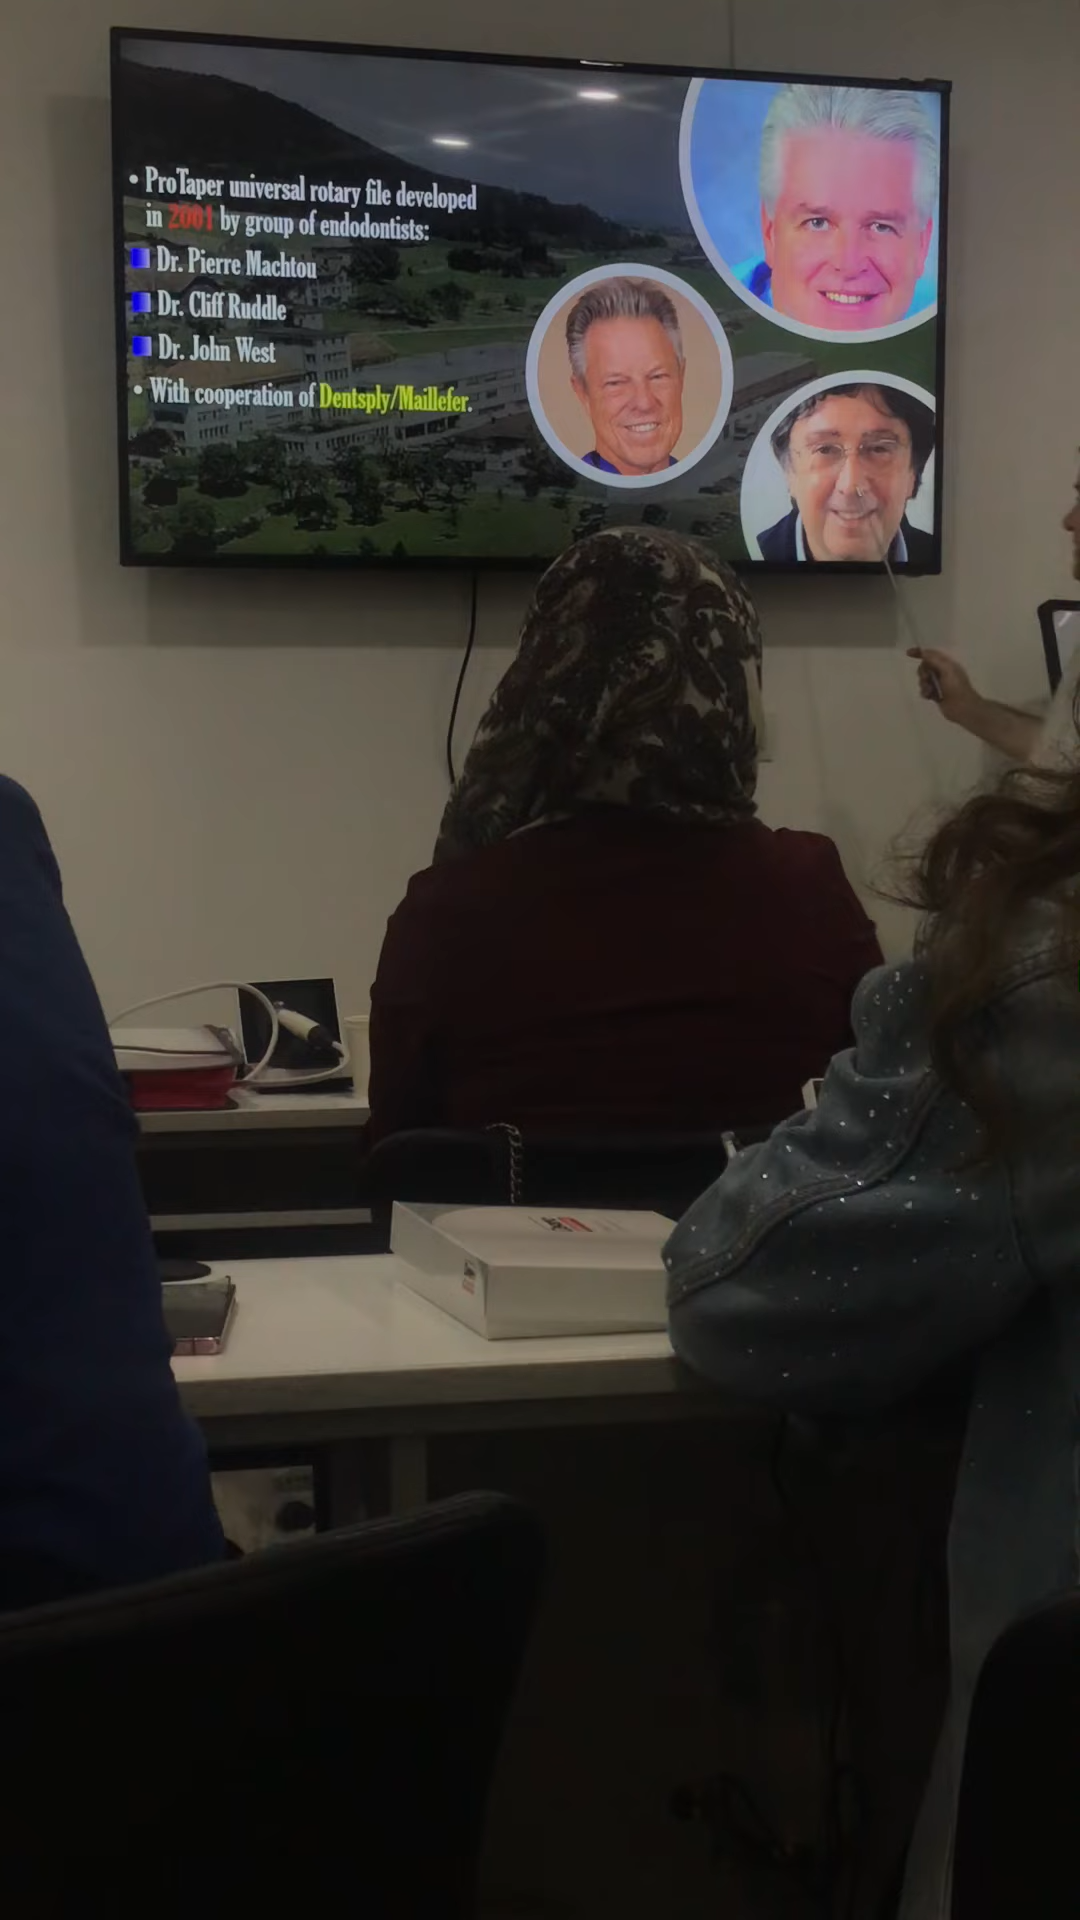 • ProTaper universal rotary file developed
in 2001 by group of endodontists:
Dr. Pierre Machtou
Dr. Cliff Ruddle
Dr. John West
• With cooperation of Dentsply/Maillefer.